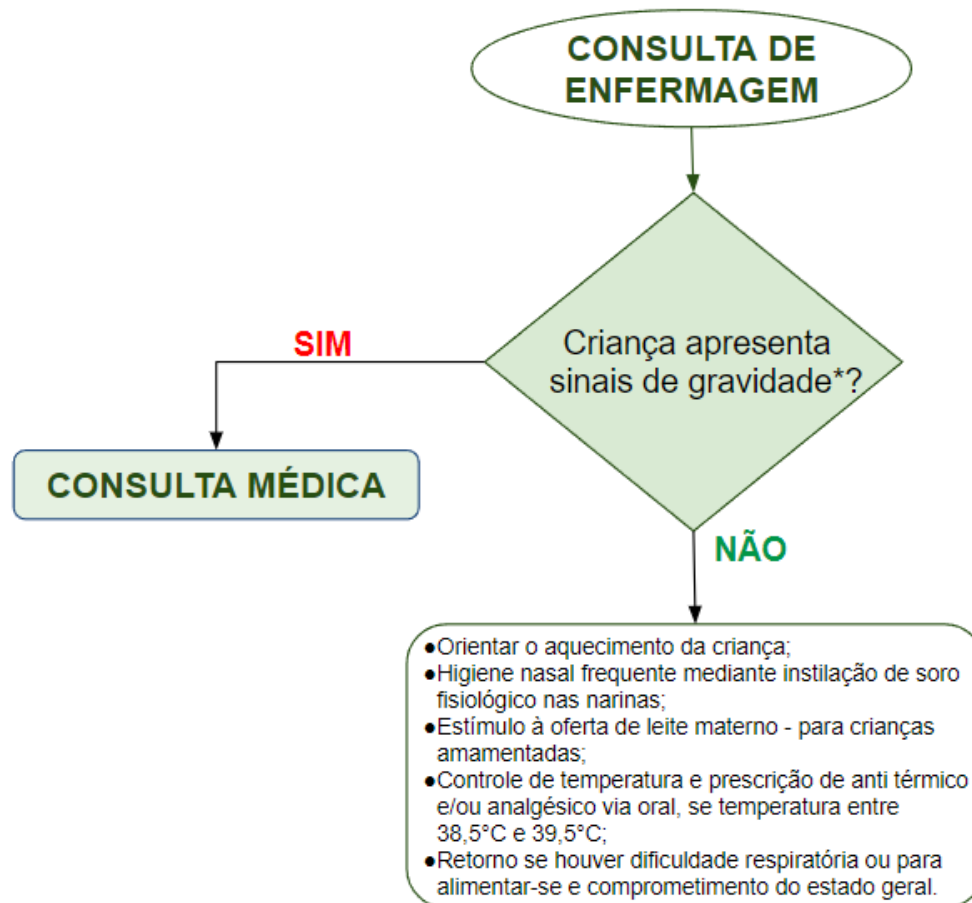 CONSULTA DE
ENFERMAGEM
Criança apresenta
sinais de gravidade*?
SIM
CONSULTA MÉDICA
NÃO
●Orientar o aquecimento da criança;
●Higiene nasal frequente mediante instilação de soro
fisiológico nas narinas;
●Estímulo à oferta de leite materno - para crianças
amamentadas;
●Controle de temperatura e prescrição de anti térmico
e/ou analgésico via oral, se temperatura entre
38,5°C e 39,5°C;
●Retorno se houver dificuldade respiratória ou para
alimentar-se e comprometimento do estado geral.